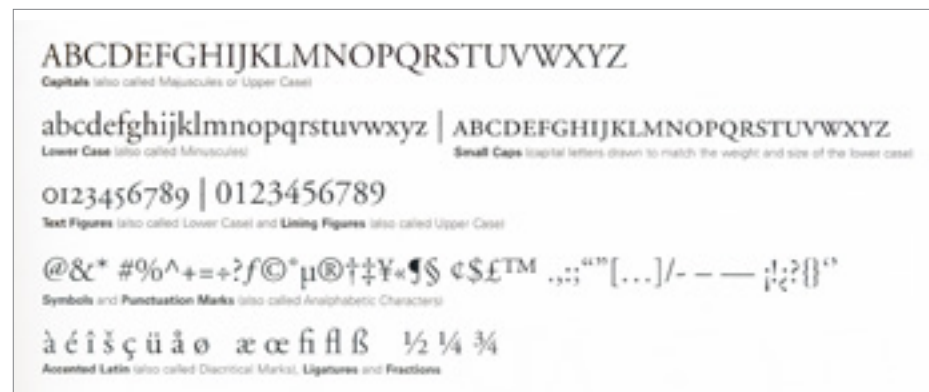 ABCDEFGHIJKLMNOPQRSTUVWXYZ
Capitals (also called Majuscules or Upper Case)
abcdefghijklmnopqrstuvwxyz | ABCDEFGHIJKLMNOPQRSTUVWXYZ
Lower Case (also called Minuscules) Small Caps (capital letters drawn to match the weight and size of the lower case)
0123456789 | 0123456789
Text Figures (also called Lower Case) and Lining Figures (also called Upper Case)
@&* #%^+=÷?ƒ©°µ®†‡¥«¶§ ¢$£™ .,:;“”[…]/- – — ¡!¿?{}‘’
Symbols and Punctuation Marks (also called Analphabetic Characters)
à é î š ç ü å ø æ œ fi fl ß ½ ¼ ¾
Accented Latin (also called Diacritical Marks), Ligatures and Fractions